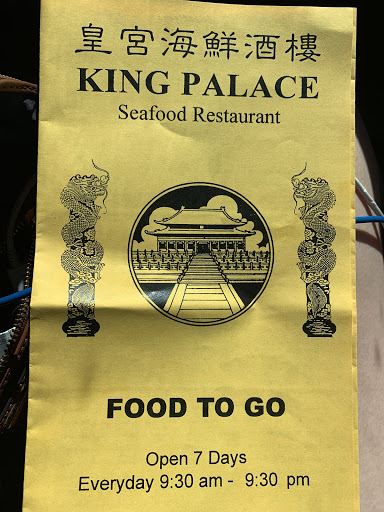 皇宮海鮮酒樓
KING PALACE
Seafood Restaurant
FOOD TO GO
Open 7 Days
Everyday 9:30 am - 9:30 pm